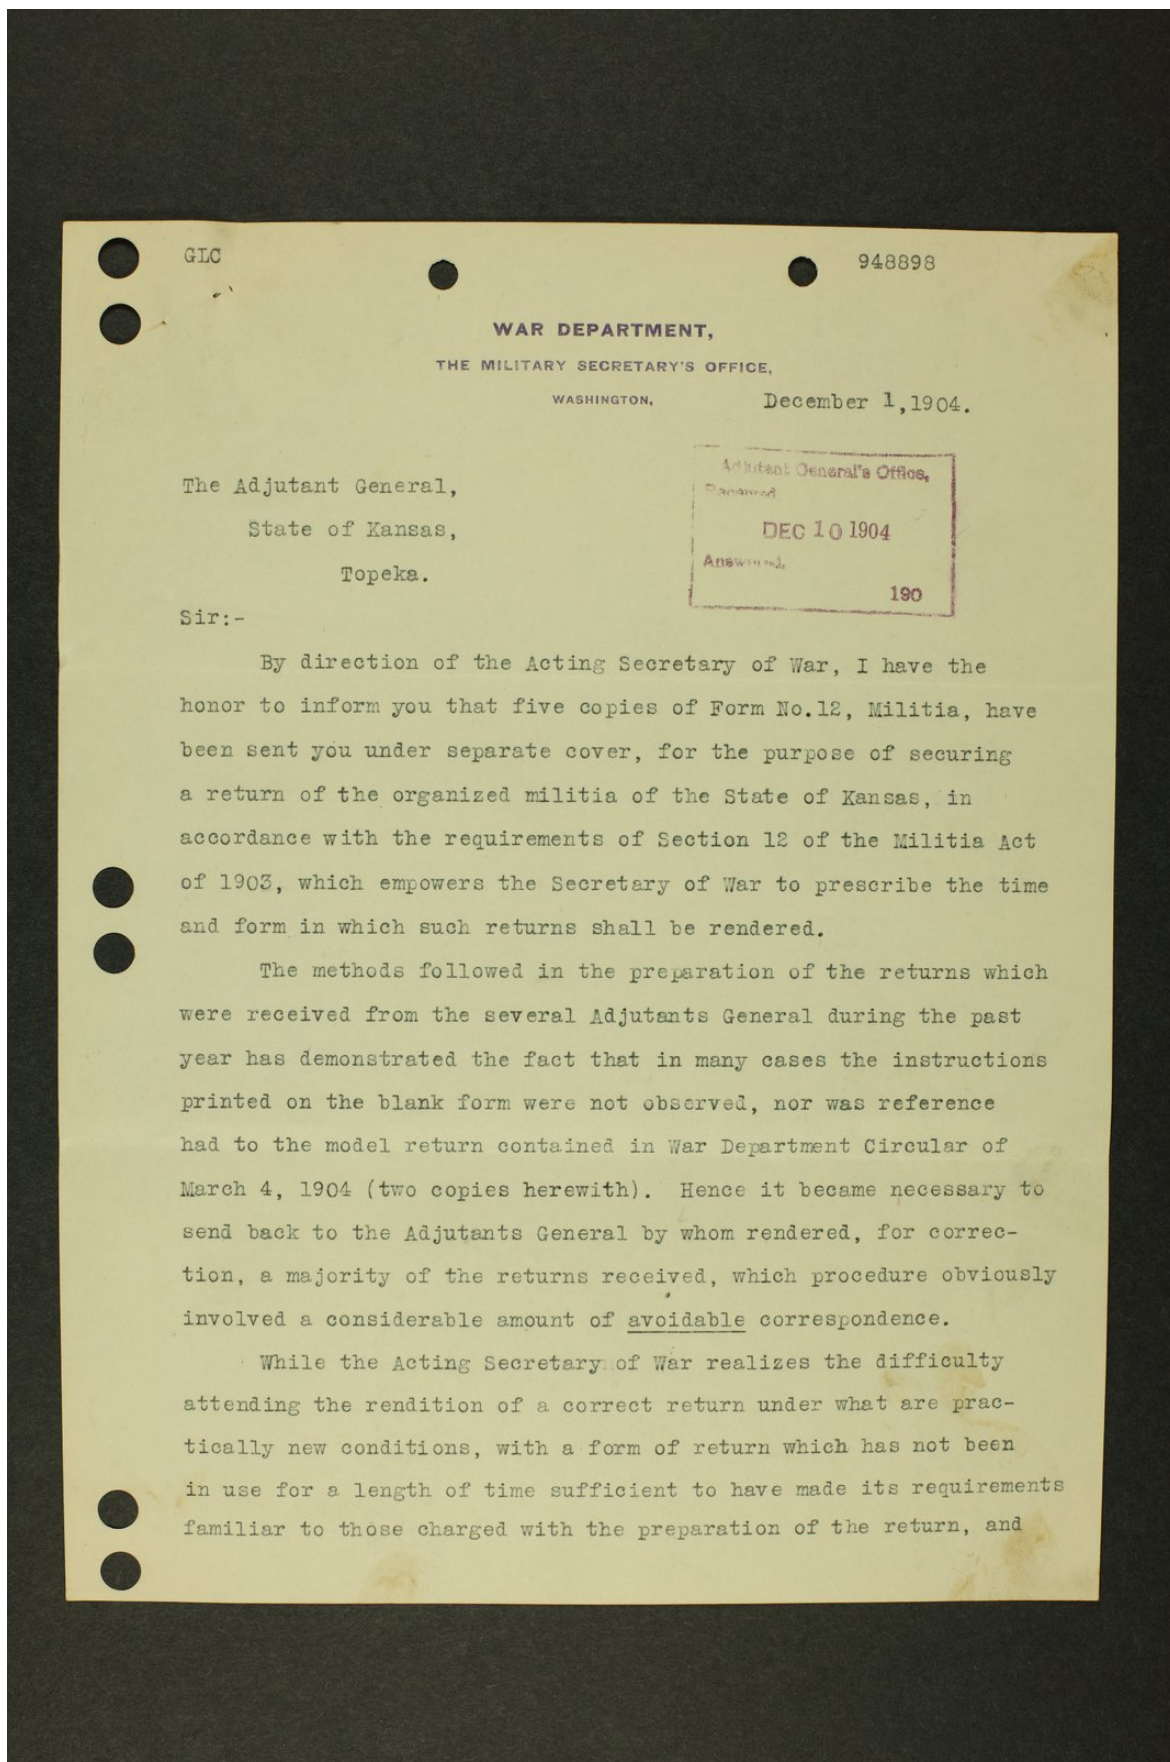 GLC
948898
WAR DEPARTMENT,
THE MILITARY SECRETARY'S OFFICE,
WASHINGTON,
December 1,1904.
Adjutant General's Office,
Received
DEC 10 1904
Answered,
190
The Adjutant General,
State of Kansas,
Topeka.
Sir:-
By direction of the Acting Secretary of War, I have the
honor to inform you that five copies of Form No.12, Militia, have
been sent you under separate cover, for the purpose of securing
a return of the organized militia of the State of Kansas, in
accordance with the requirements of Section 12 of the Militia Act
of 1903, which empowers the Secretary of War to prescribe the time
and form in which such returns shall be rendered.
The methods followed in the preparation of the returns which
were received from the several Adjutants General during the past
year has demonstrated the fact that in many cases the instructions
printed on the blank form were not observed, nor was reference
had to the model return contained in War Department Circular of
March 4, 1904 (two copies herewith). Hence it became necessary to
send back to the Adjutants General by whom rendered, for correc-
tion, a majority of the returns received, which procedure obviously
involved a considerable amount of avoidable correspondence.
While the Acting Secretary of War realizes the difficulty
attending the rendition of a correct return under what are prac-
tically new conditions, with a form of return which has not been
in use for a length of time sufficient to have made its requirements
familiar to those charged with the preparation of the return, and